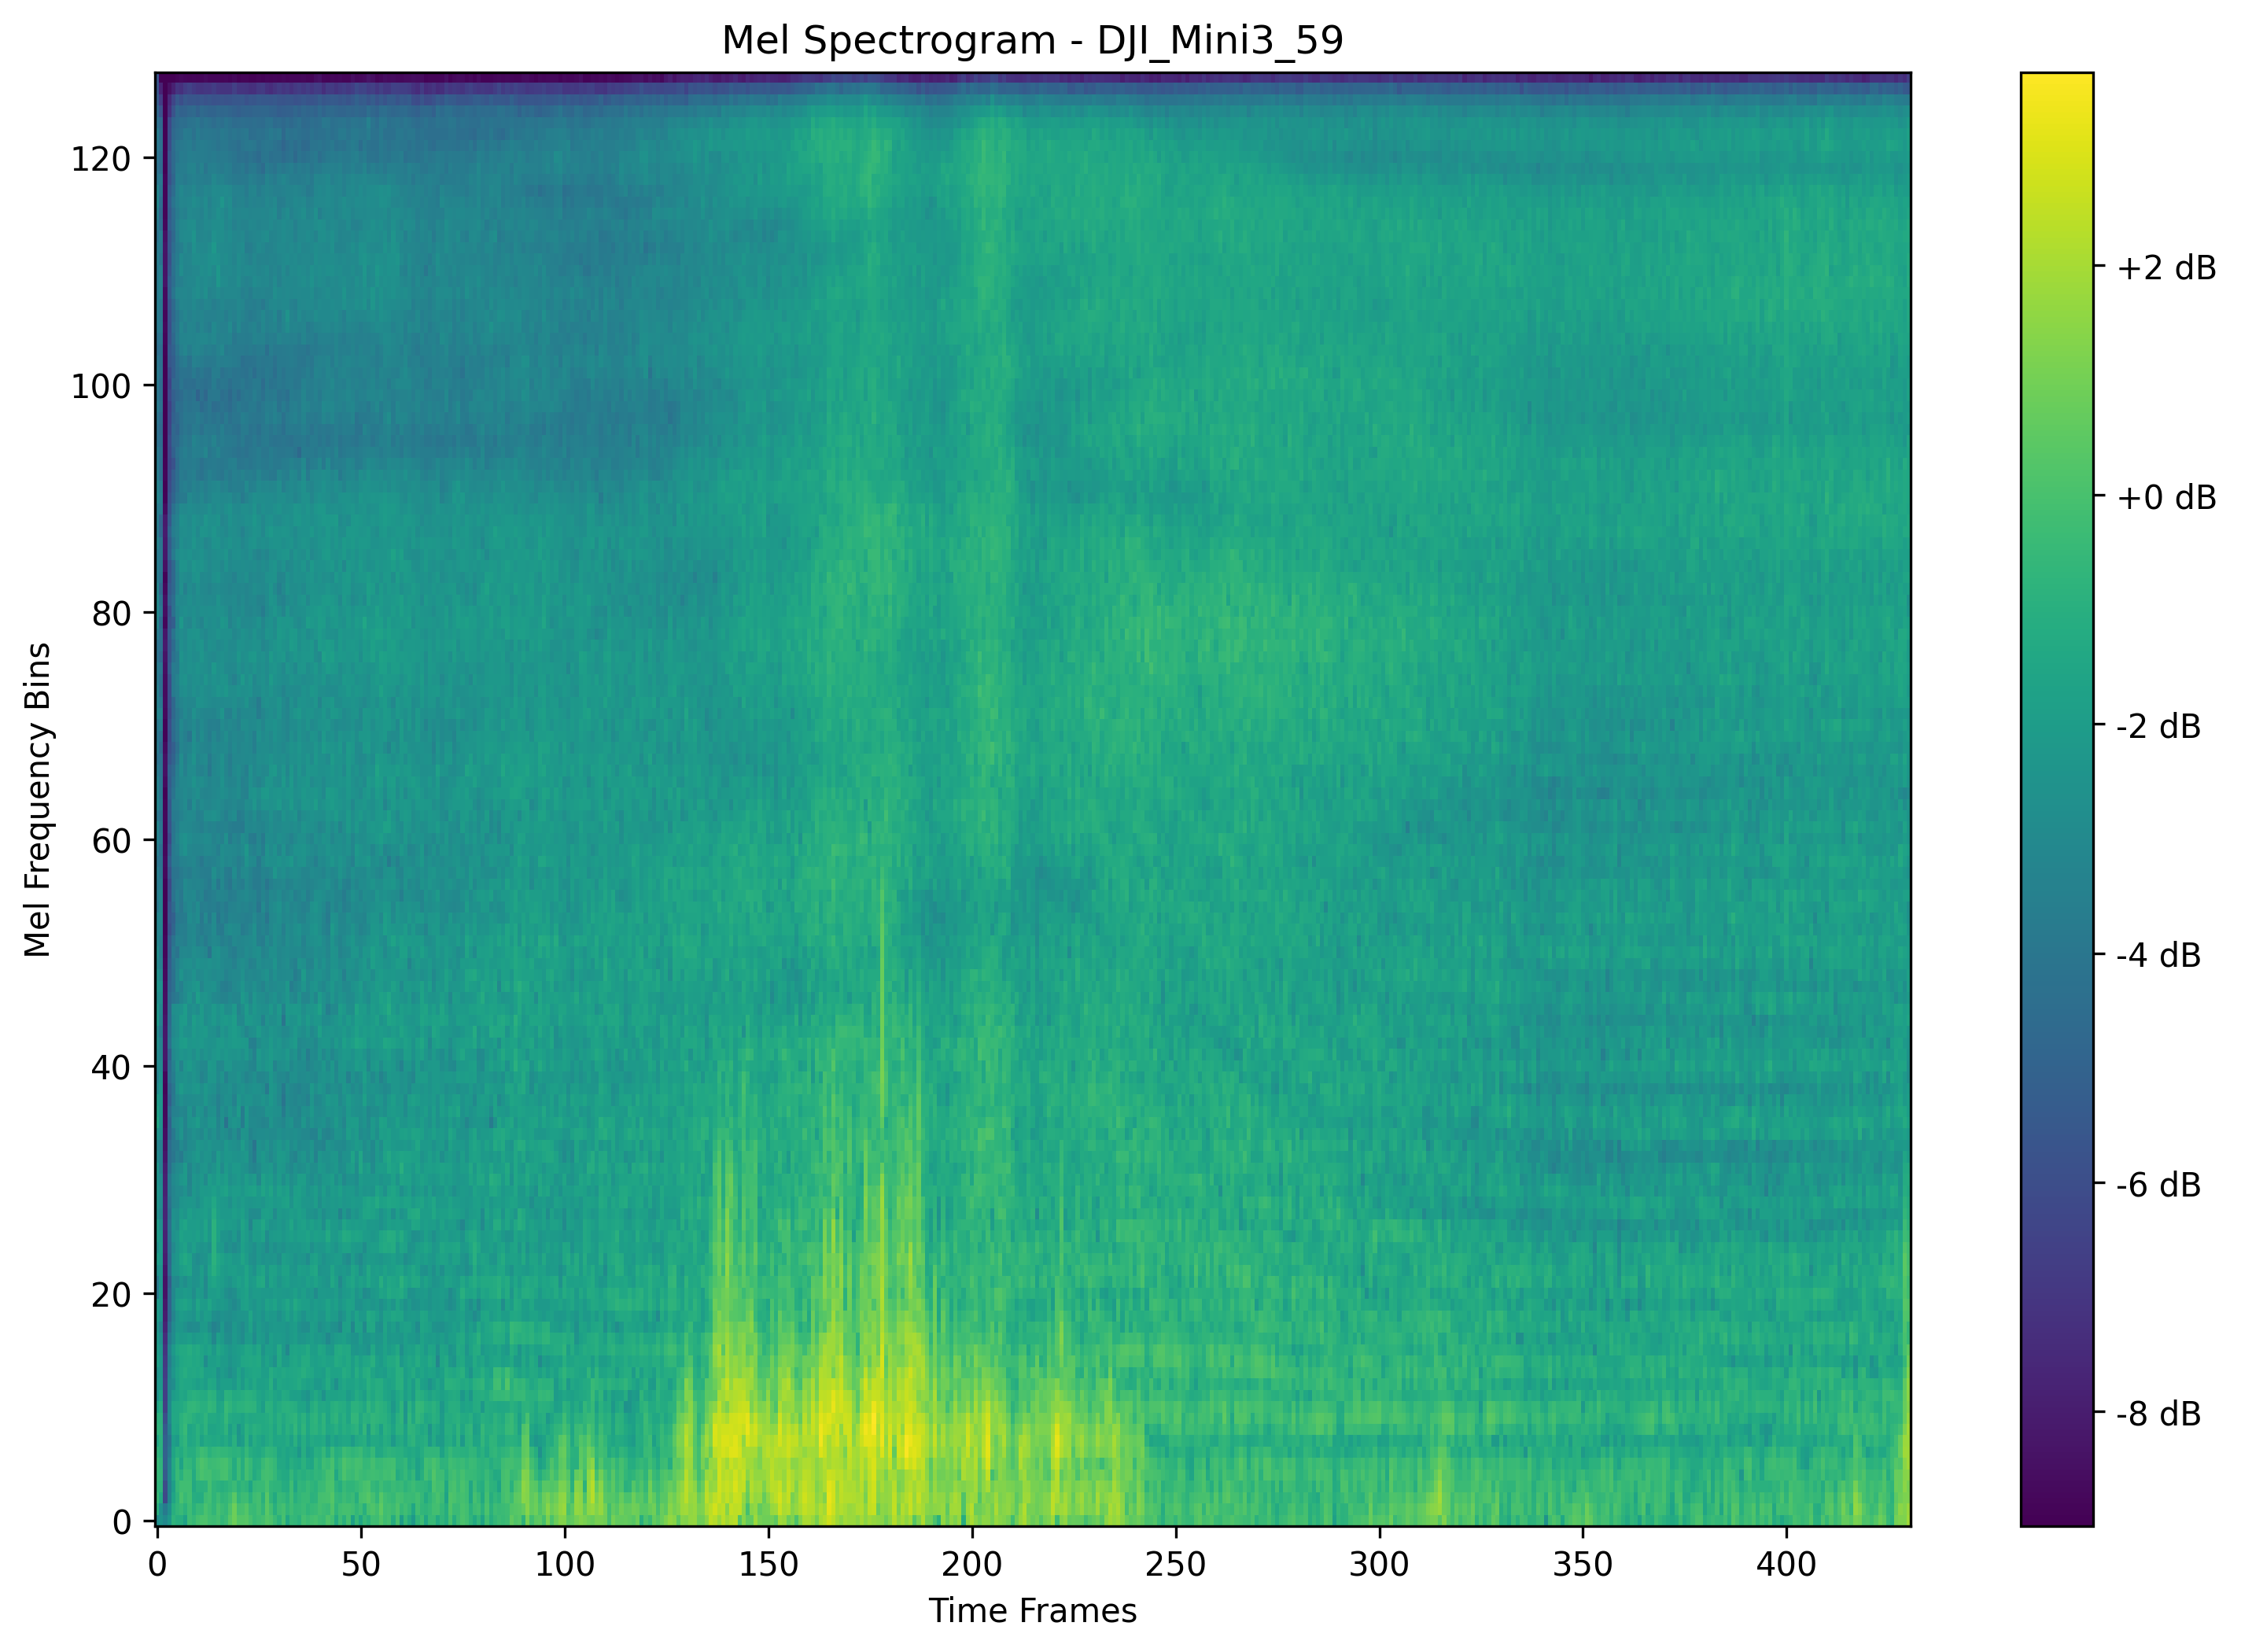 Mel Spectrogram - DJI_Mini3_59
Mel Frequency Bins
120
100
80
60
40
20
0
0 50 100 150 200 250 300 350 400
Time Frames
+2 dB
+0 dB
-2 dB
-4 dB
-6 dB
-8 dB